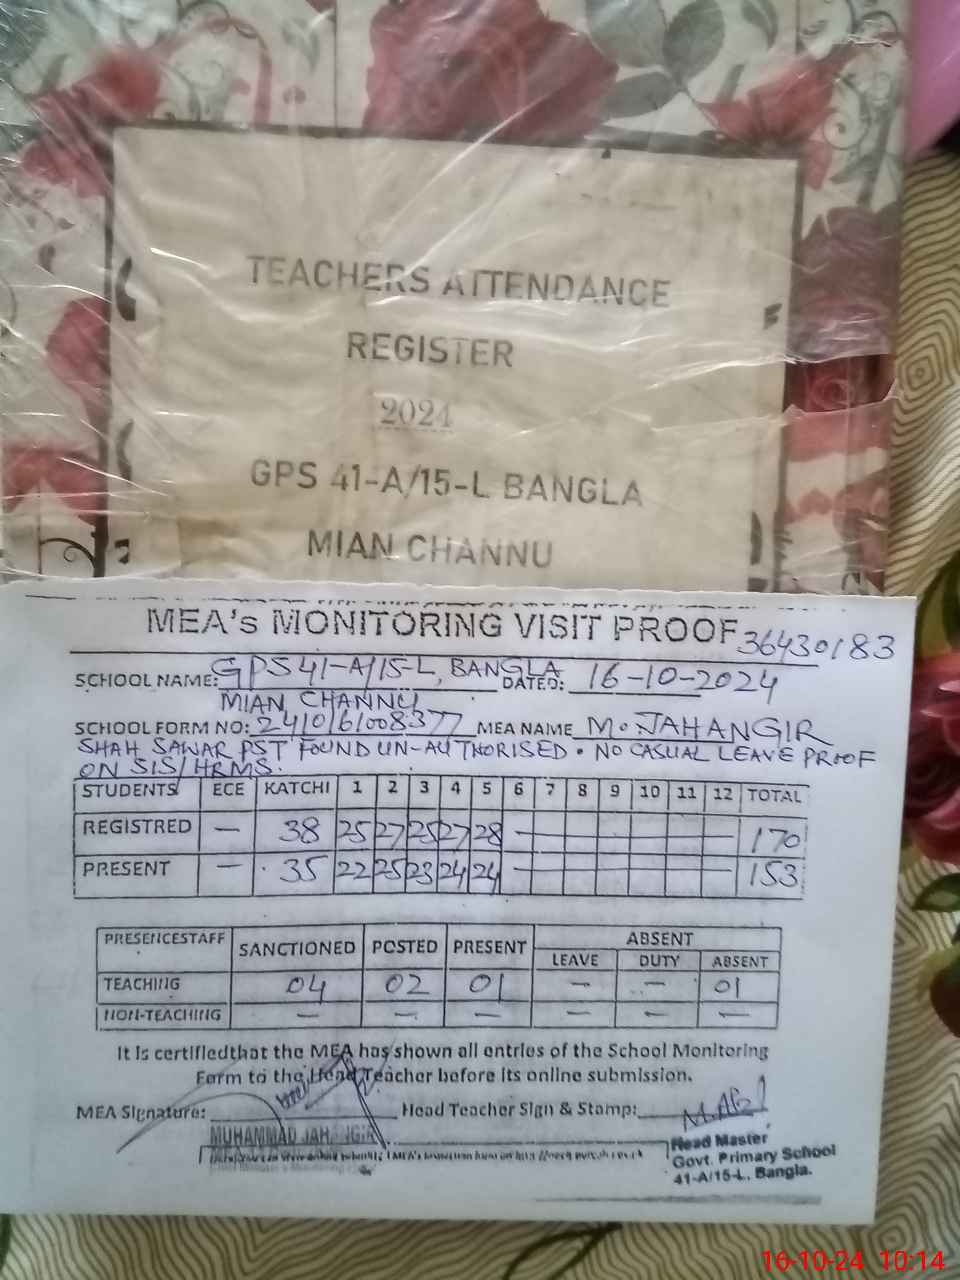 TEACHERS ATTENDANCE
REGISTER
2024
GPS 41-A/15-L BANGLA
MIAN CHANNU
MEA's MONITORING VISIT PROOF 36430183
SCHOOL NAME: GPS 41-A/15-L, BANGLA DATED: 16-10-2024
MIAN CHANNU
SCHOOL FORM NO: 2410161008377 MEA NAME M. JAHANGIR
SHAH SAWAR PST FOUND UN-AUTHORISED. NO CASUAL LEAVE PROOF
ON SIS/HRMS.
STUDENTS ECE KATCHI 1 2 3 4 5 6 7 8 9 10 11 12 TOTAL
REGISTRED — 38 25 27 25 27 28 — 170
PRESENT — 35 22 25 23 24 24 — 153
PRESENCESTAFF SANCTIONED POSTED PRESENT ABSENT
LEAVE DUTY ABSENT
TEACHING 04 02 01 — — 01
NON-TEACHING — — — — — —
It is certifiedthat the MEA has shown all entries of the School Monitoring
Form to the Head Teacher before its online submission.
MEA Signature: Head Teacher Sign & Stamp:
MUHAMMAD JAHANGIR
Head Master
Govt. Primary School
41-A/15-L. Bangla.
16-10-24 10:14